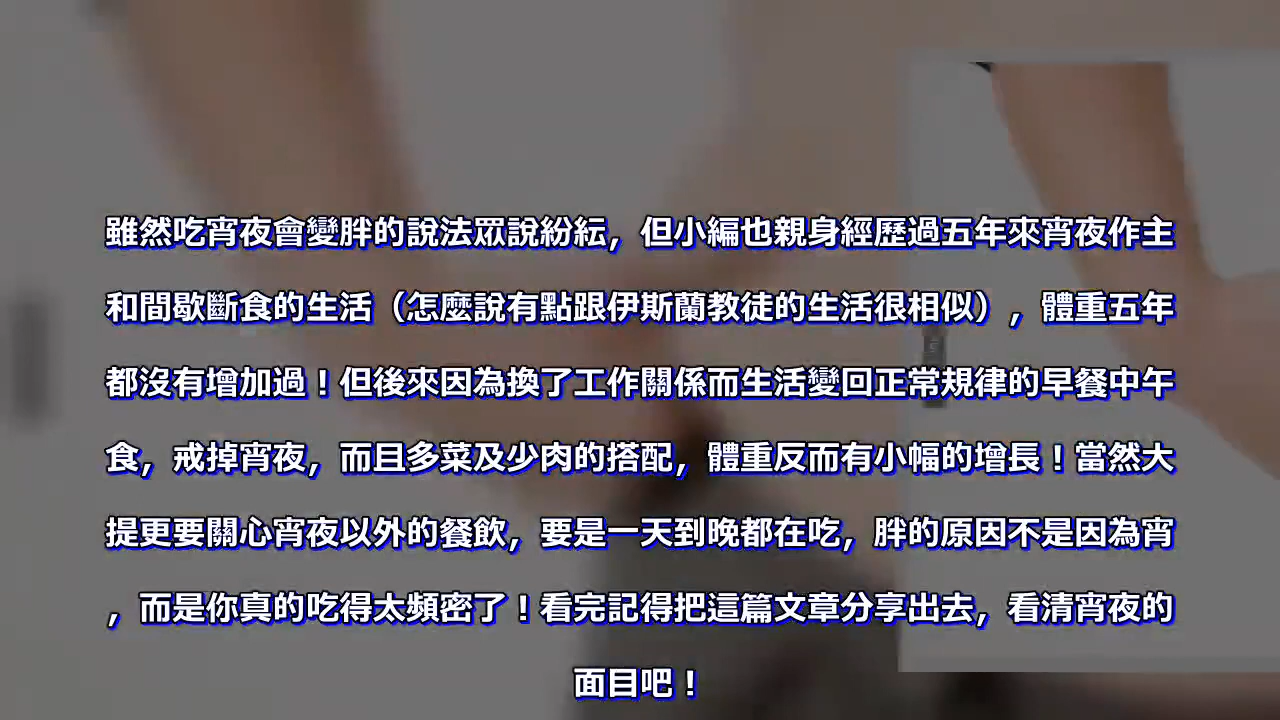 雖然吃宵夜會變胖的說法眾說紛紜，但小編也親身經歷過五年來宵夜作主
和間歇斷食的生活（怎麼說有點跟伊斯蘭教徒的生活很相似），體重五年
都沒有增加過！但後來因為換了工作關係而生活變回正常規律的早餐中午
食，戒掉宵夜，而且多菜及少肉的搭配，體重反而有小幅的增長！當然大
提更要關心宵夜以外的餐飲，要是一天到晚都在吃，胖的原因不是因為宵
，而是你真的吃得太頻密了！看完記得把這篇文章分享出去，看清宵夜的
面目吧！